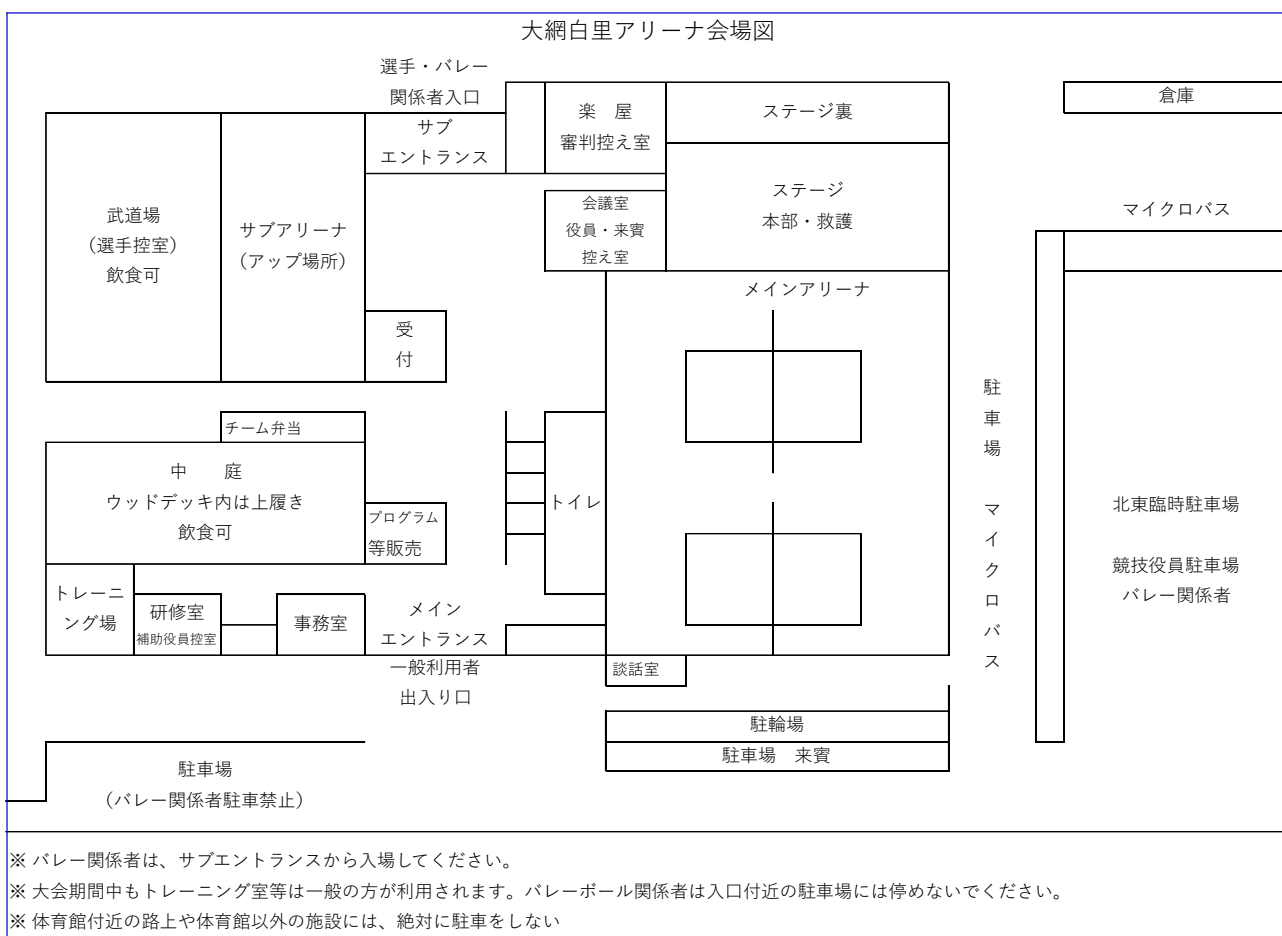 大網白里アリーナ会場図
選手・バレー
関係者入口
サブ
エントランス
楽　屋
審判控え室
ステージ裏
倉庫
武道場
（選手控室）
飲食可
サブアリーナ
（アップ場所）
会議室
役員・来賓
控え室
ステージ
本部・救護
マイクロバス
メインアリーナ
受
付
チーム弁当
中　　庭
ウッドデッキ内は上履き
飲食可
プログラム
等販売
トイレ
駐車場　マイクロバス
北東臨時駐車場
競技役員駐車場
バレー関係者
トレーニ
ング場
研修室
補助役員控室
事務室
メイン
エントランス
一般利用者
出入り口
談話室
駐輪場
駐車場　来賓
駐車場
（バレー関係者駐車禁止）
※ バレー関係者は、サブエントランスから入場してください。
※ 大会期間中もトレーニング室等は一般の方が利用されます。バレーボール関係者は入口付近の駐車場には停めないでください。
※ 体育館付近の路上や体育館以外の施設には、絶対に駐車をしない